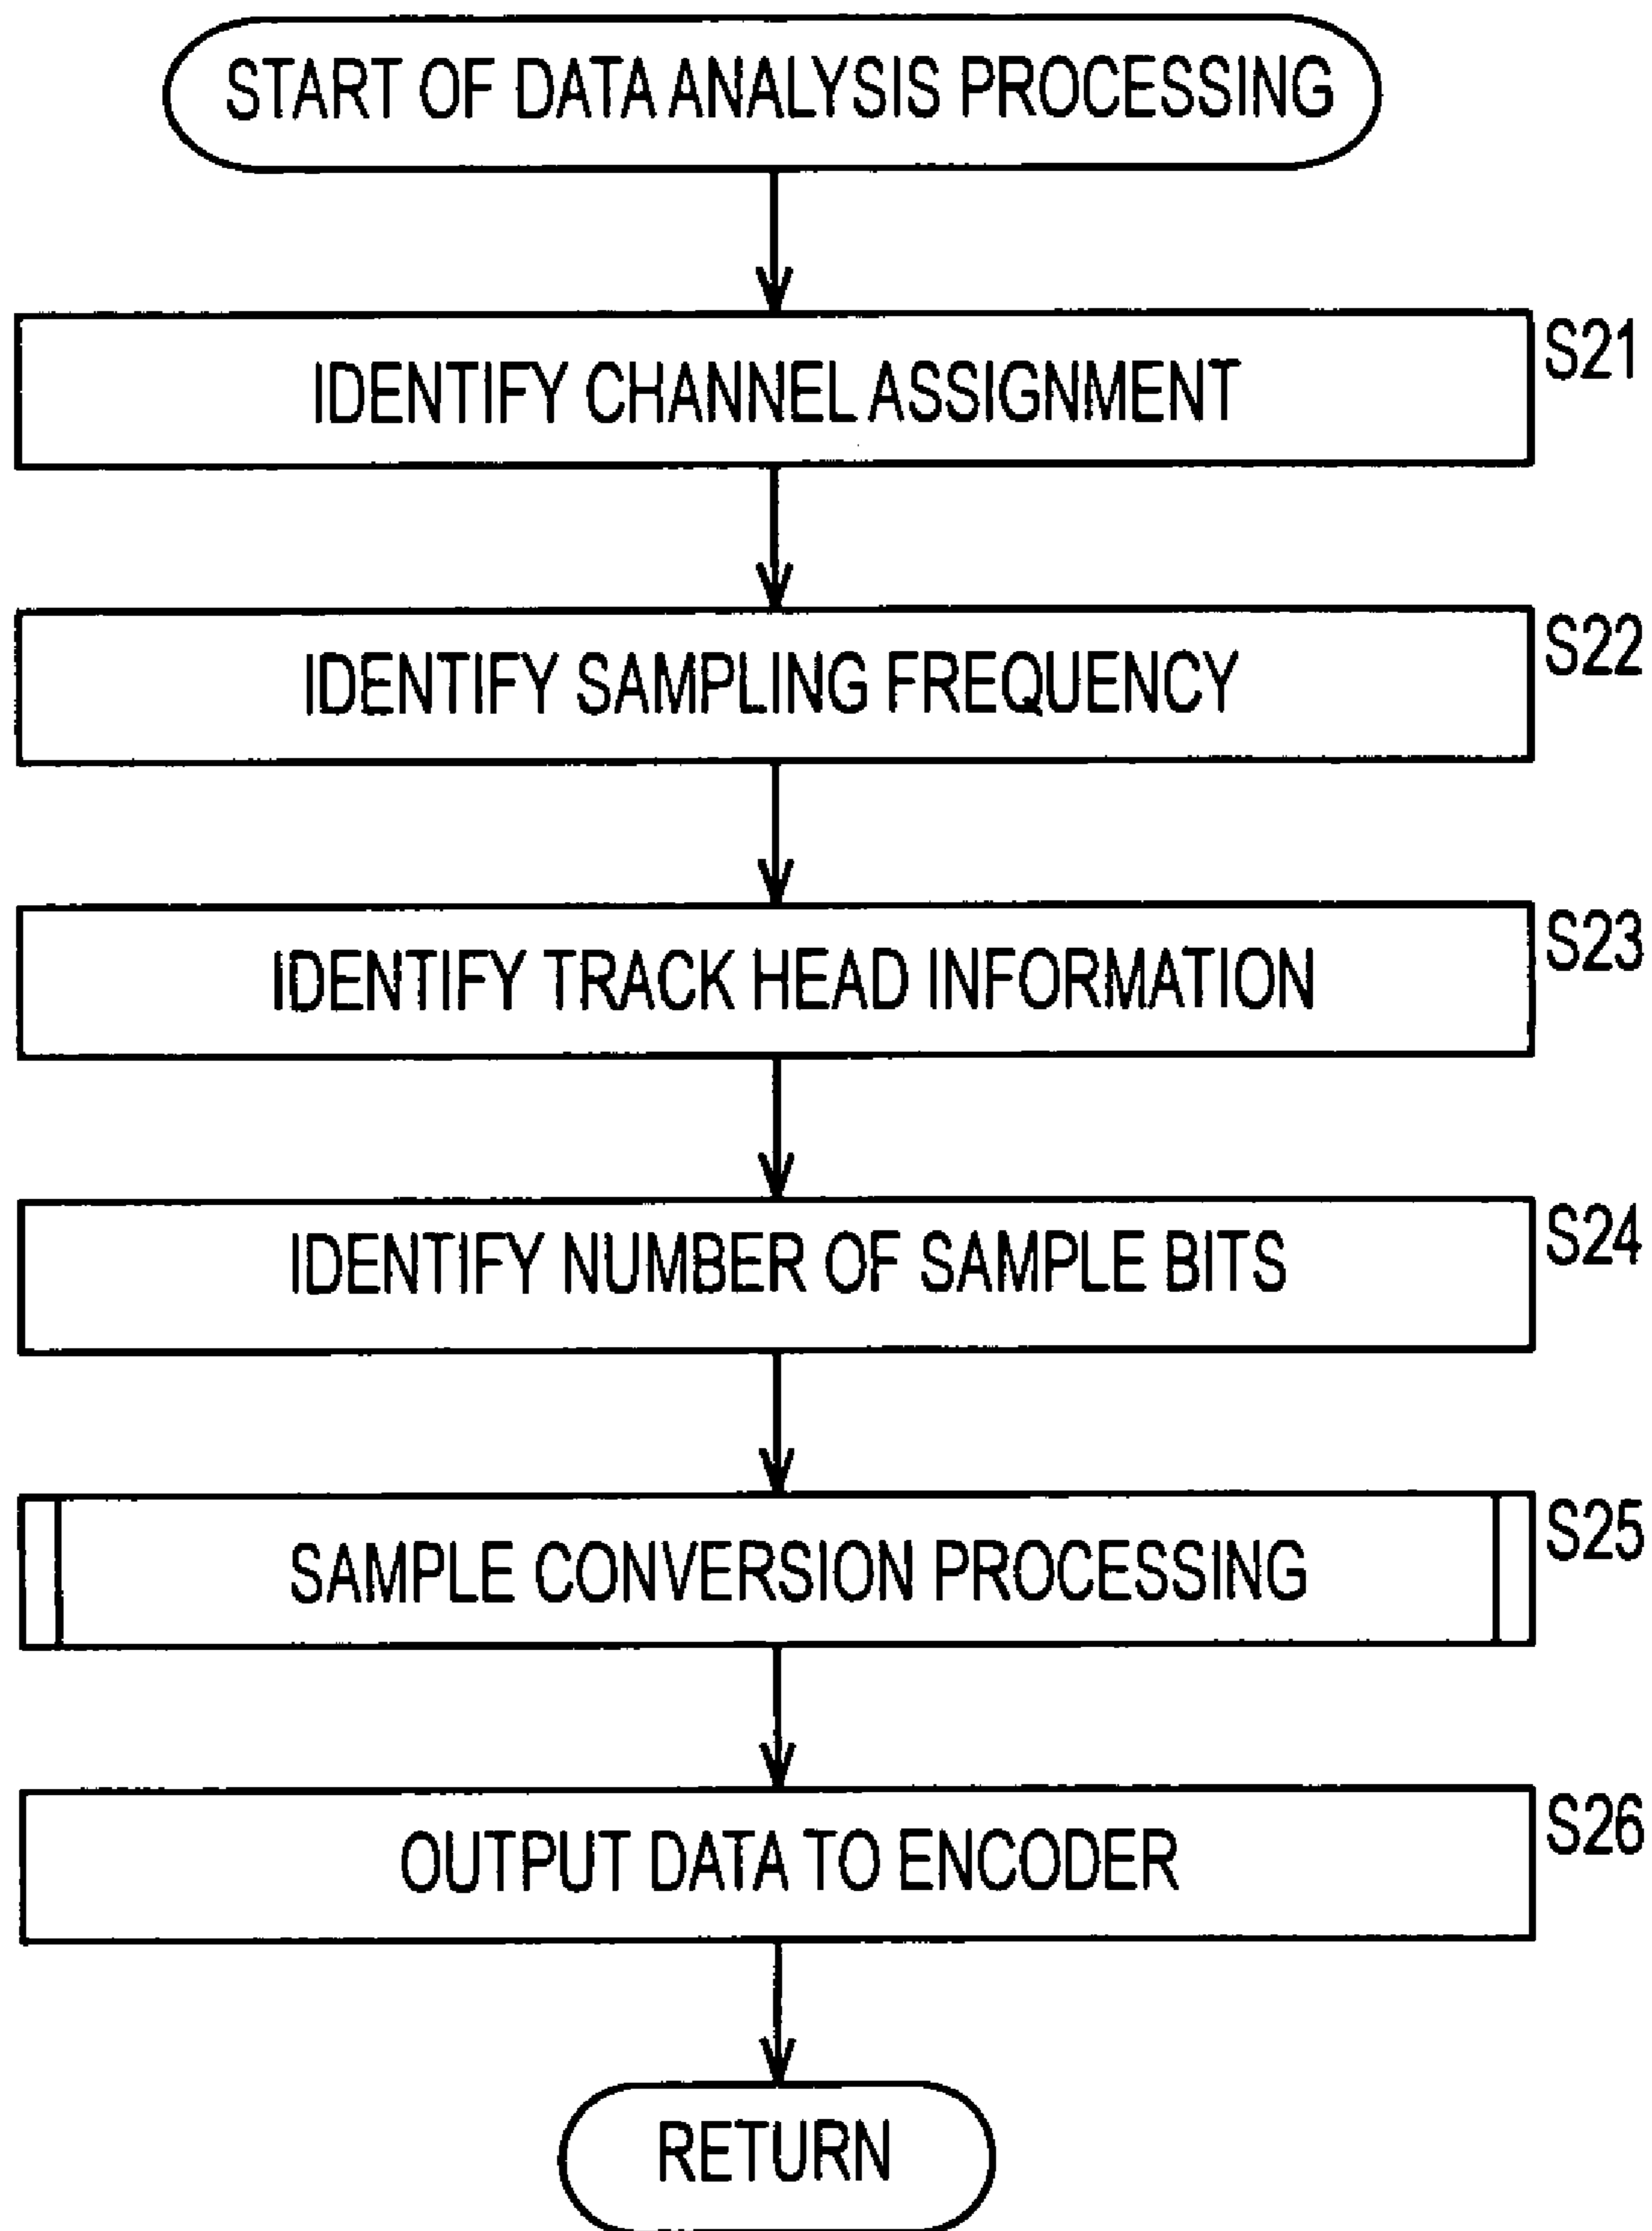 START OF DATA ANALYSIS PROCESSING
IDENTIFY CHANNEL ASSIGNMENT
S21
IDENTIFY SAMPLING FREQUENCY
S22
IDENTIFY TRACK HEAD INFORMATION
S23
IDENTIFY NUMBER OF SAMPLE BITS
S24
SAMPLE CONVERSION PROCESSING
S25
OUTPUT DATA TO ENCODER
S26
RETURN